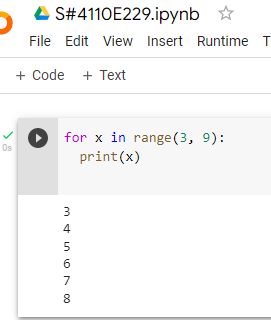 S#4110E229.ipynb
File Edit View Insert Runtime T
+ Code + Text
for x in range(3, 9):
  print(x)
0s
3
4
5
6
7
8